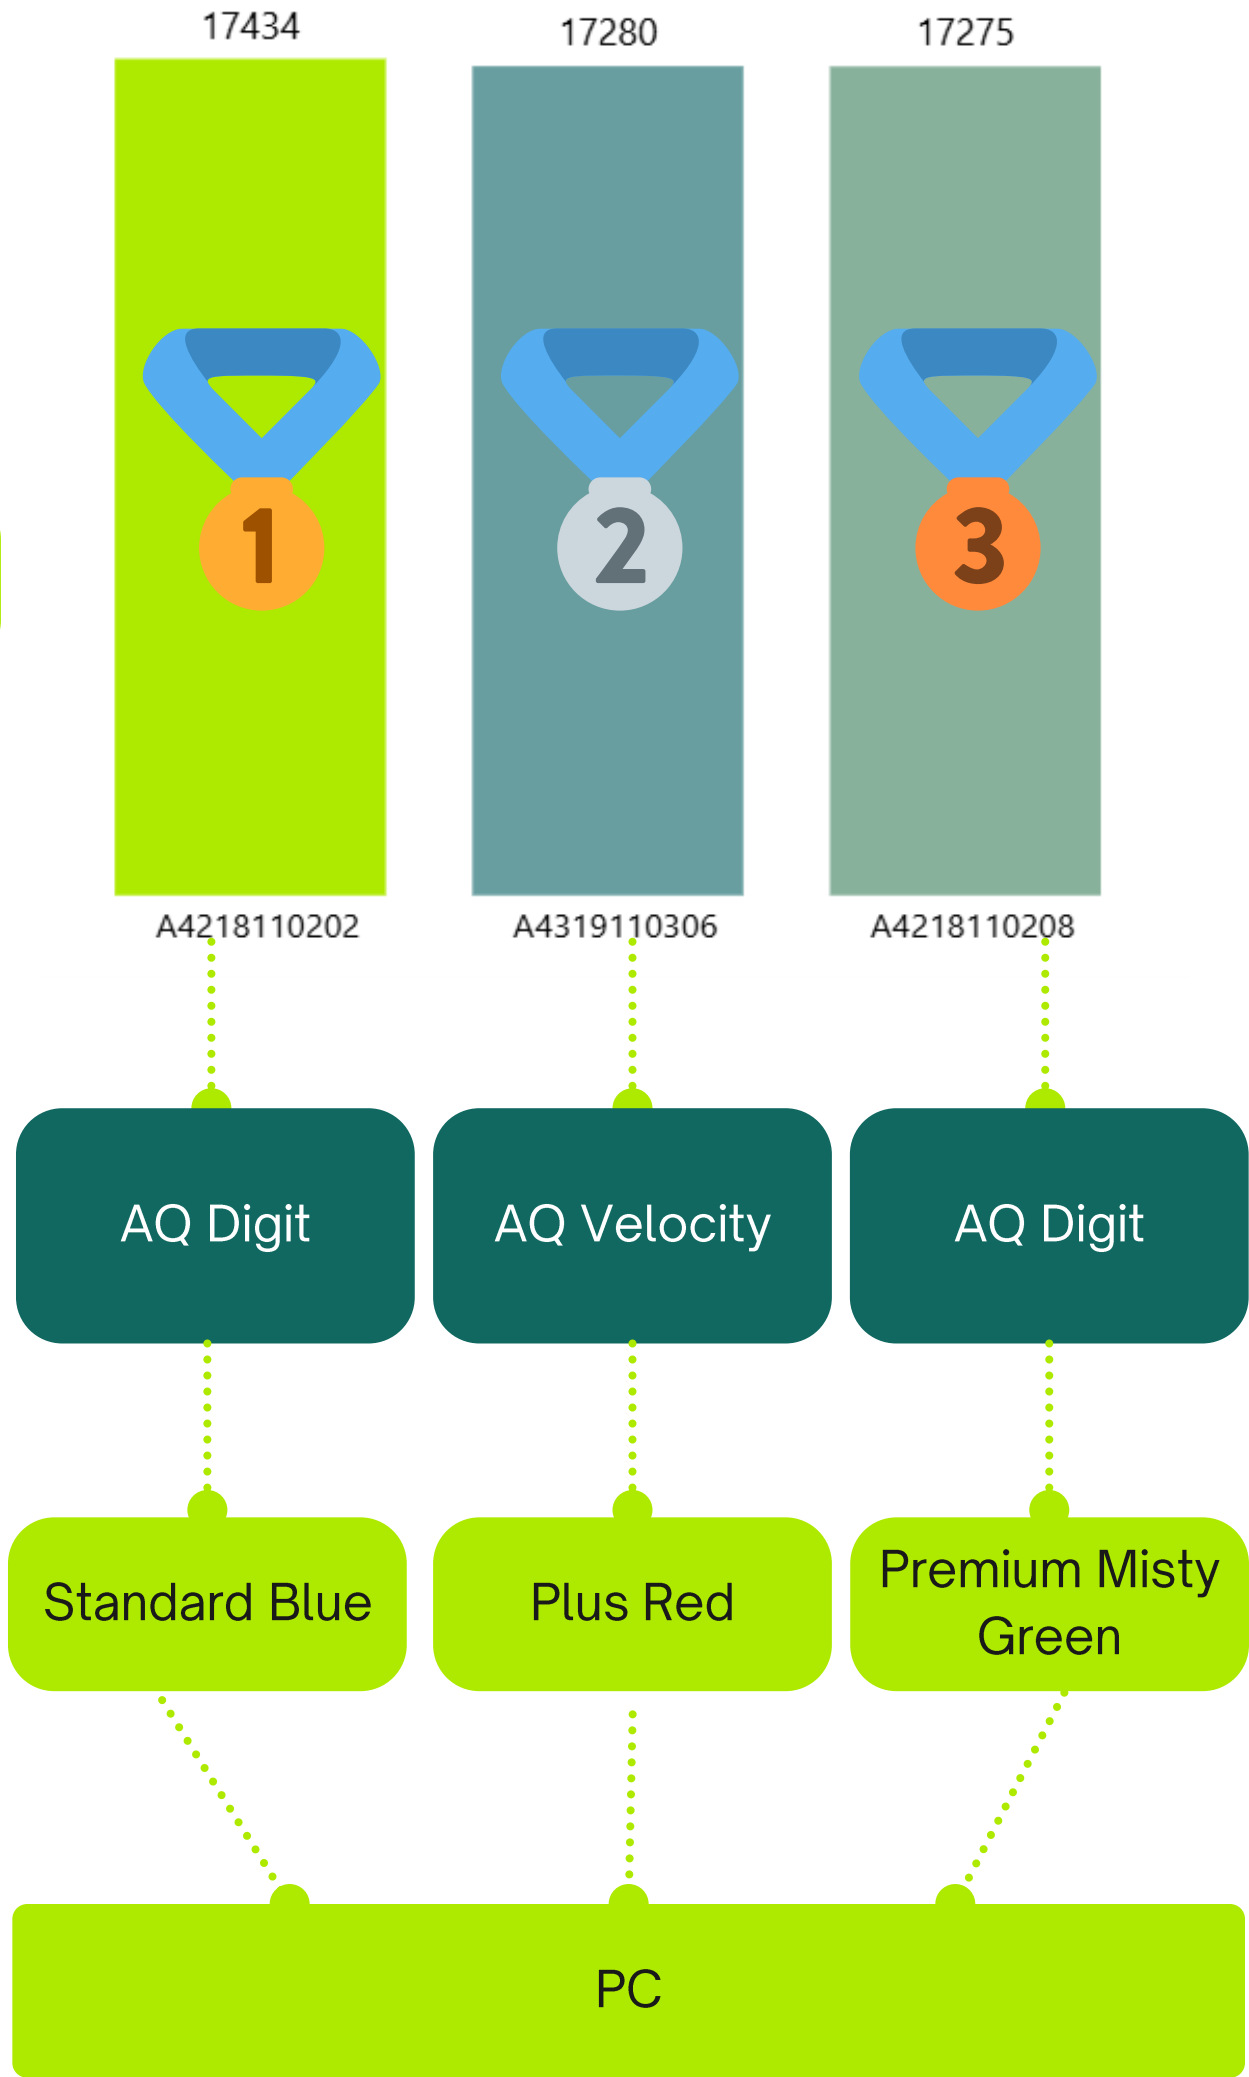 17434
17280
17275
1
2
3
A4218110202
A4319110306
A4218110208
AQ Digit
AQ Velocity
AQ Digit
Standard Blue
Plus Red
Premium Misty
Green
PC